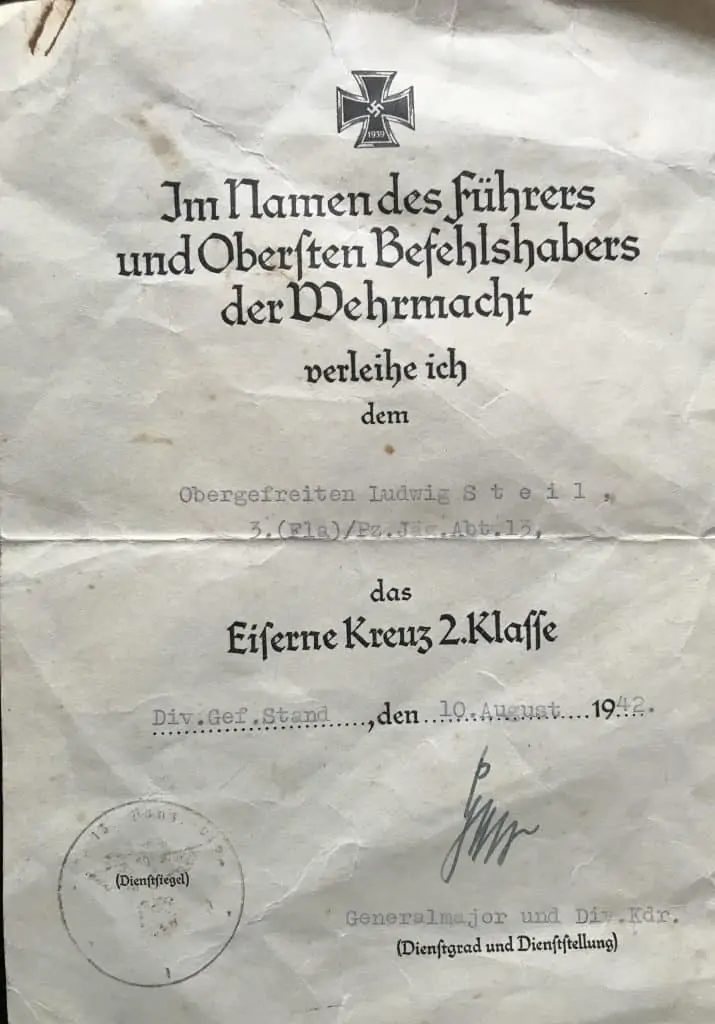 1939
Im Namen des Führers
und Oberſten Befehlshabers
der Wehrmacht
verleihe ich
dem
Obergefreiten Ludwig S t e i l ,
3.(Fla)/Pz.Jäg.Abt.13,
das
Eiſerne Kreuz 2.Klaſſe
Div.Gef.Stand ....., den ..10.August....1942.
13. Panz.
(Dienſtſiegel)
Generalmajor und Div.Kdr.
(Dienſtgrad und Dienſtſtellung)